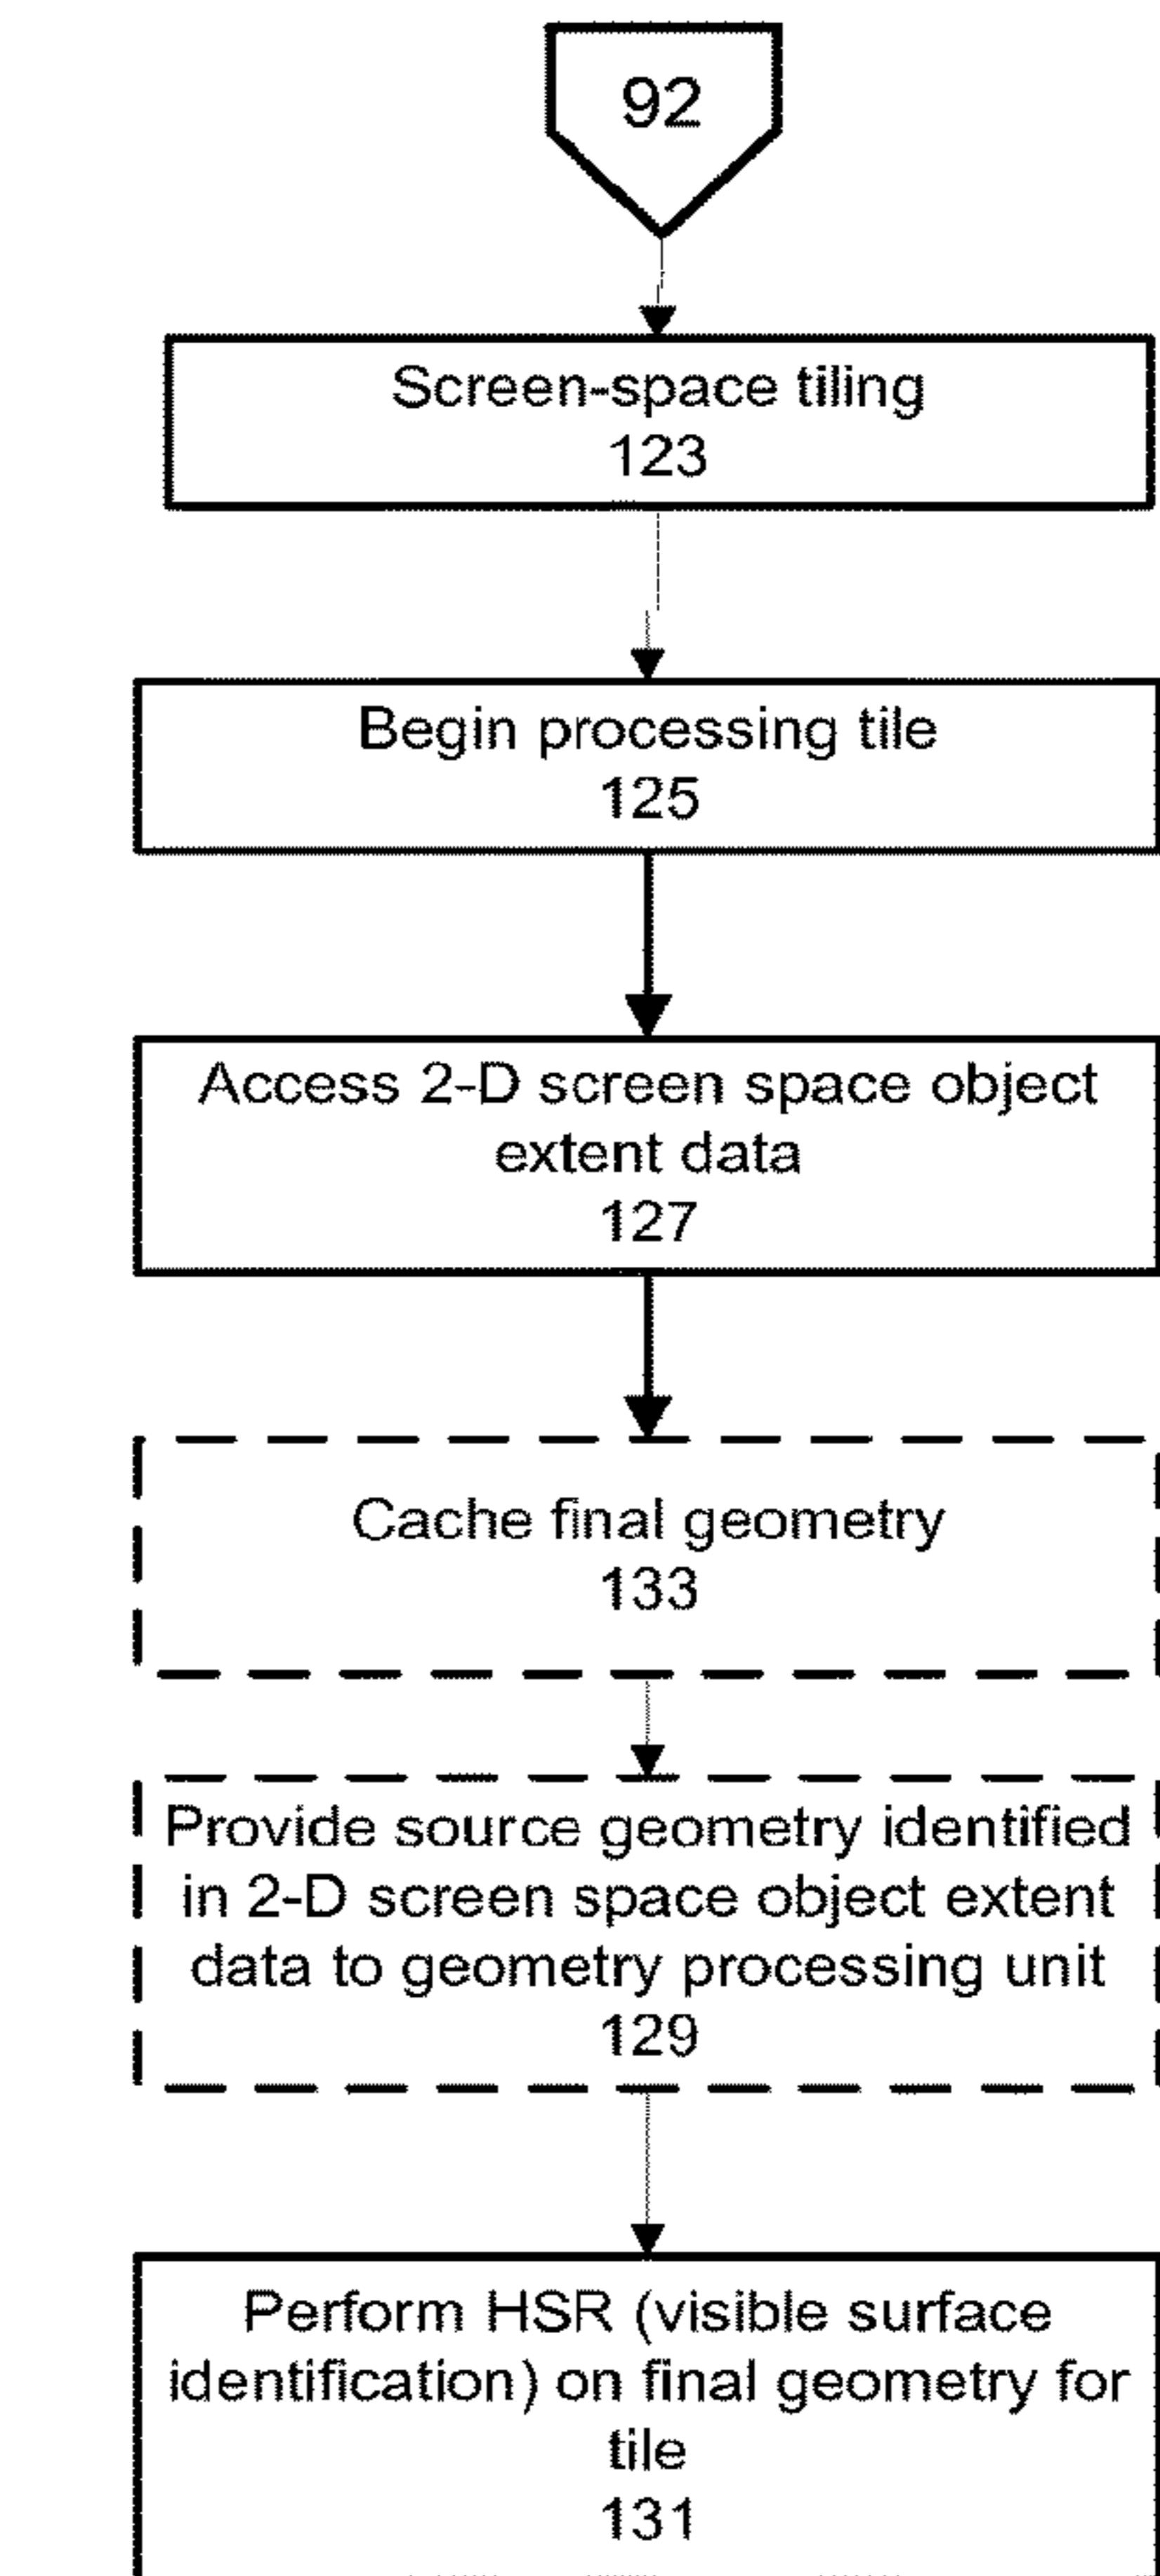 92
Screen-space tiling
123
Begin processing tile
125
Access 2-D screen space object
extent data
127
Cache final geometry
133
Provide source geometry identified
in 2-D screen space object extent
data to geometry processing unit
129
Perform HSR (visible surface
identification) on final geometry for
tile
131